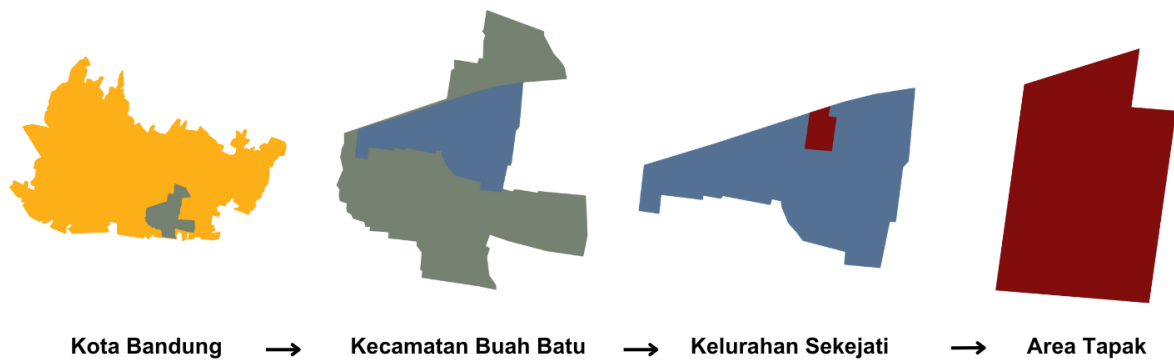 Kota Bandung → Kecamatan Buah Batu → Kelurahan Sekejati → Area Tapak